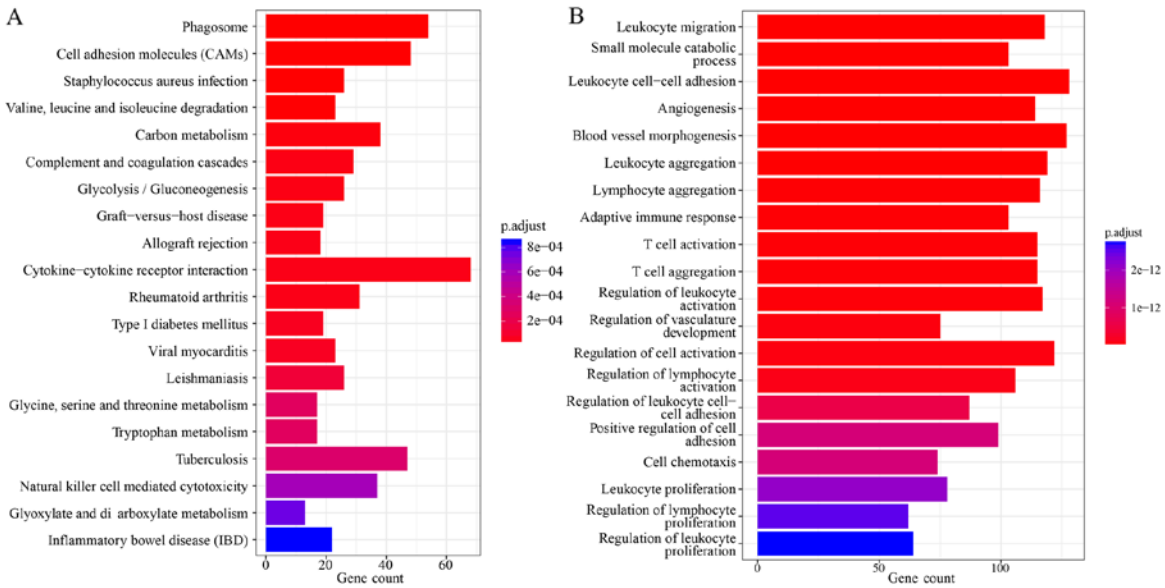 A
Phagosome
Cell adhesion molecules (CAMs)
Staphylococcus aureus infection
Valine, leucine and isoleucine degradation
Carbon metabolism
Complement and coagulation cascades
Glycolysis / Gluconeogenesis
Graft−versus−host disease
Allograft rejection
Cytokine−cytokine receptor interaction
Rheumatoid arthritis
Type I diabetes mellitus
Viral myocarditis
Leishmaniasis
Glycine, serine and threonine metabolism
Tryptophan metabolism
Tuberculosis
Natural killer cell mediated cytotoxicity
Glyoxylate and di arboxylate metabolism
Inflammatory bowel disease (IBD)
0 20 40 60
Gene count
p.adjust
8e−04
6e−04
4e−04
2e−04
B
Leukocyte migration
Small molecule catabolic
process
Leukocyte cell−cell adhesion
Angiogenesis
Blood vessel morphogenesis
Leukocyte aggregation
Lymphocyte aggregation
Adaptive immune response
T cell activation
T cell aggregation
Regulation of leukocyte
activation
Regulation of vasculature
development
Regulation of cell activation
Regulation of lymphocyte
activation
Regulation of leukocyte cell−
cell adhesion
Positive regulation of cell
adhesion
Cell chemotaxis
Leukocyte proliferation
Regulation of lymphocyte
proliferation
Regulation of leukocyte
proliferation
0 50 100
Gene count
p.adjust
2e−12
1e−12